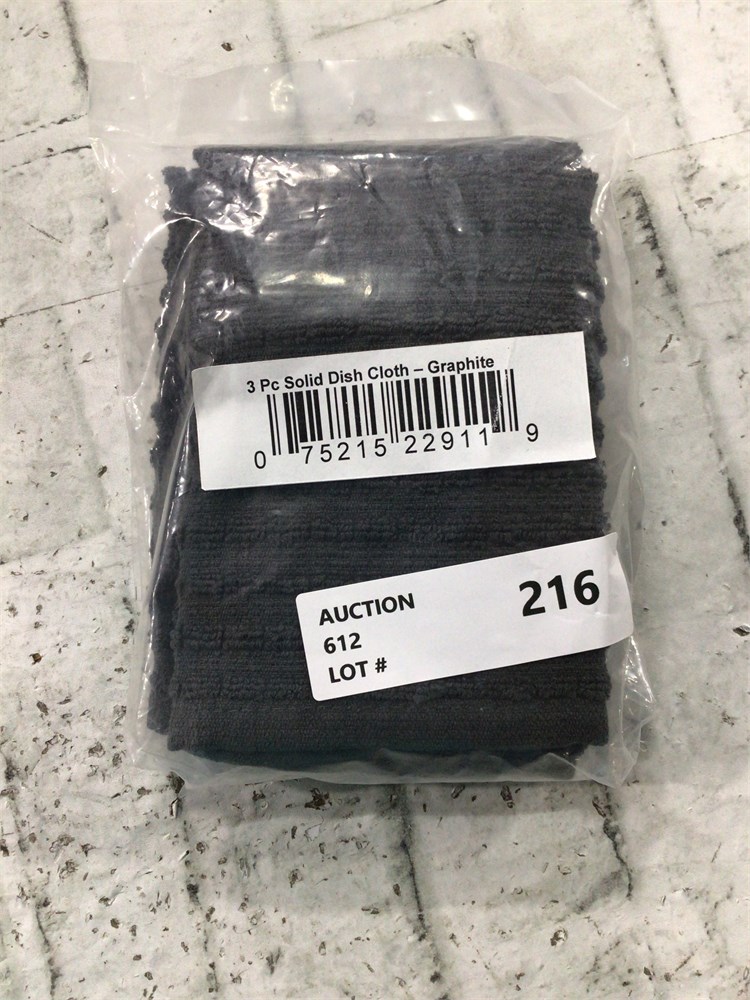 3 Pc Solid Dish Cloth – Graphite
0 75215 22911 9
AUCTION
612
LOT #
216